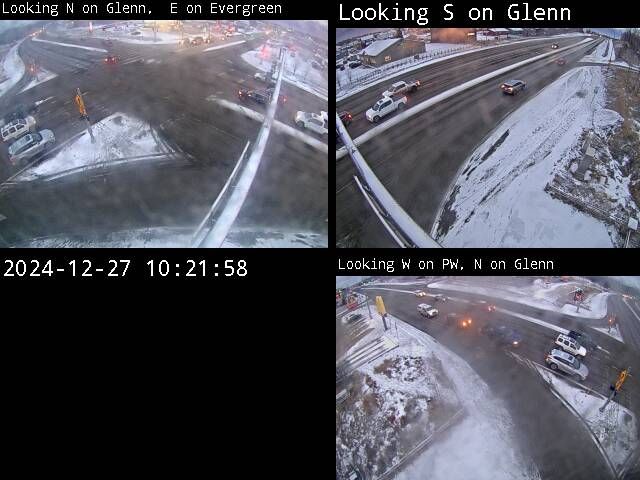 Looking N on Glenn,  E on Evergreen
Looking S on Glenn
2024-12-27 10:21:58
Looking W on PW, N on Glenn